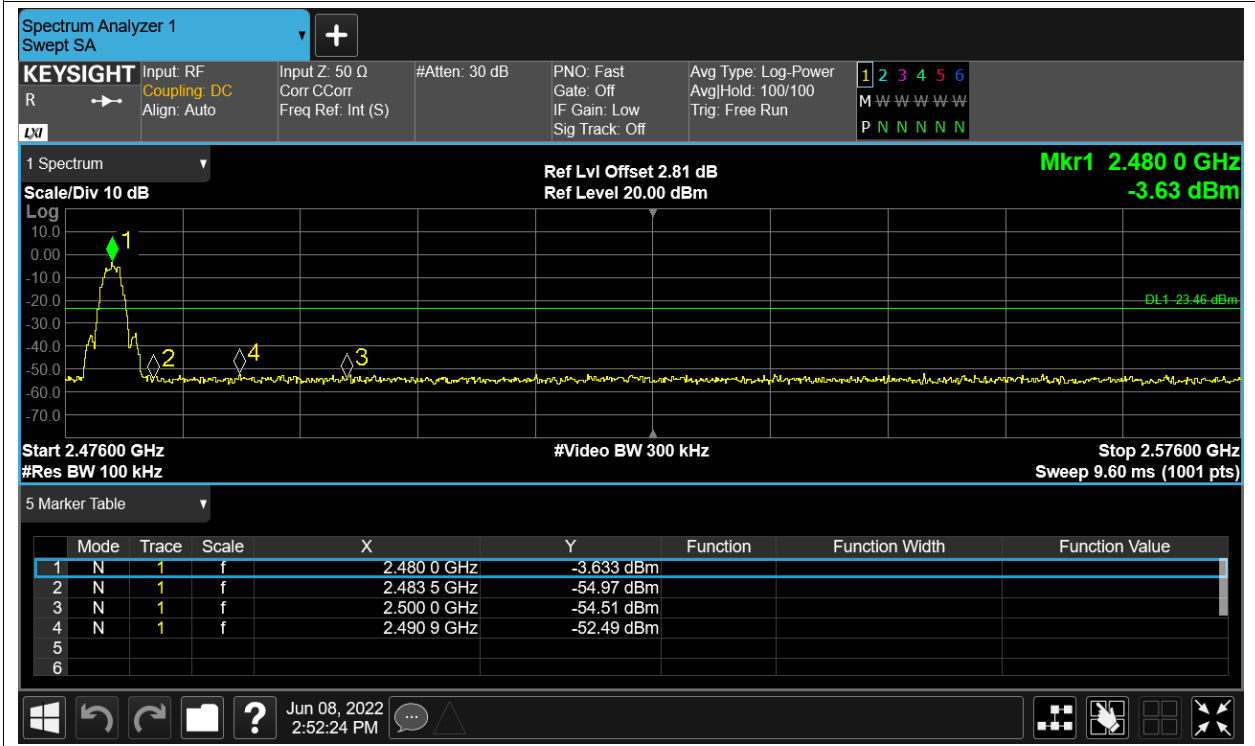 Spectrum Analyzer 1
Swept SA
KEYSIGHT Input: RF Input Z: 50 Ω #Atten: 30 dB PNO: Fast Avg Type: Log-Power 1 2 3 4 5 6
R Coupling: DC Corr CCorr Gate: Off Avg|Hold: 100/100 M W W W W W
Align: Auto Freq Ref: Int (S) IF Gain: Low Trig: Free Run
LXI Sig Track: Off P N N N N N
1 Spectrum Ref Lvl Offset 2.81 dB Mkr1 2.480 0 GHz
Scale/Div 10 dB Ref Level 20.00 dBm -3.63 dBm
Log
10.0
1
0.00
-10.0
-20.0 DL1 -23.46 dBm
-30.0
-40.0
2 4 3
-50.0
-60.0
-70.0
Start 2.47600 GHz #Video BW 300 kHz Stop 2.57600 GHz
#Res BW 100 kHz Sweep 9.60 ms (1001 pts)
5 Marker Table
Mode Trace Scale X Y Function Function Width Function Value
1 N 1 f 2.480 0 GHz -3.633 dBm
2 N 1 f 2.483 5 GHz -54.97 dBm
3 N 1 f 2.500 0 GHz -54.51 dBm
4 N 1 f 2.490 9 GHz -52.49 dBm
5
6
? Jun 08, 2022
2:52:24 PM